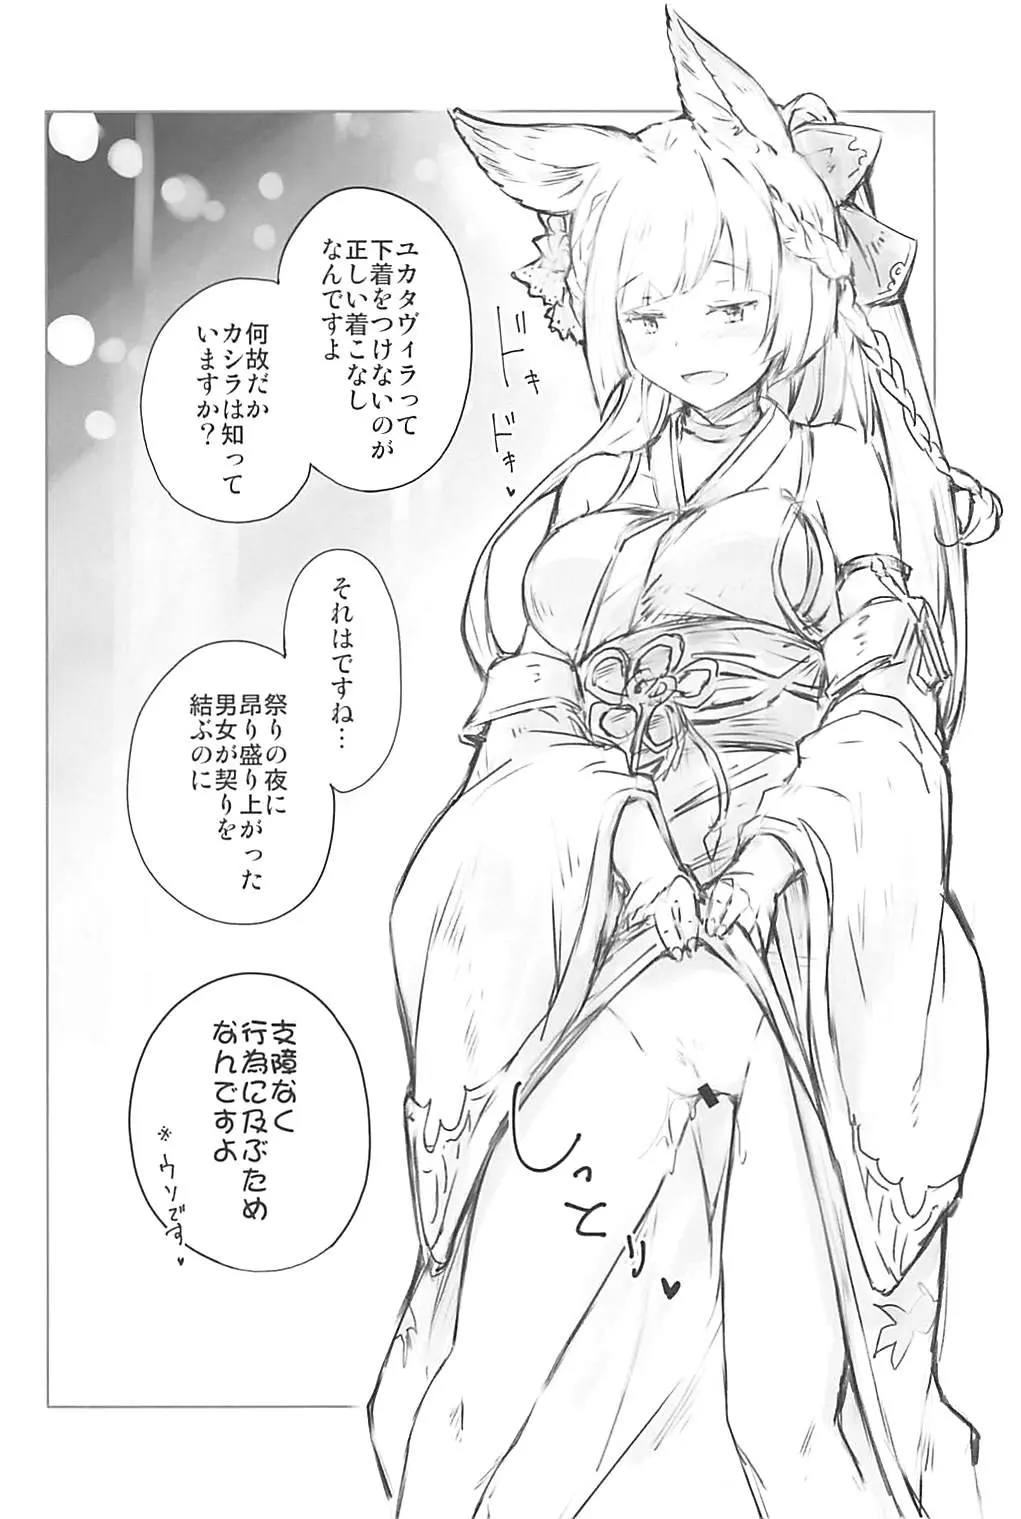 ユカタヴィラって
下着をつけないのが
正しい着こなし
なんですよ
何故だか
カシラは知って
いますか？
ドキ
ドキ
それはですね…
祭りの夜に
昂り盛り上がった
男女が契りを
結ぶのに
支障なく
行為に及ぶため
なんですよ
※ウソです♥
しっとり♥